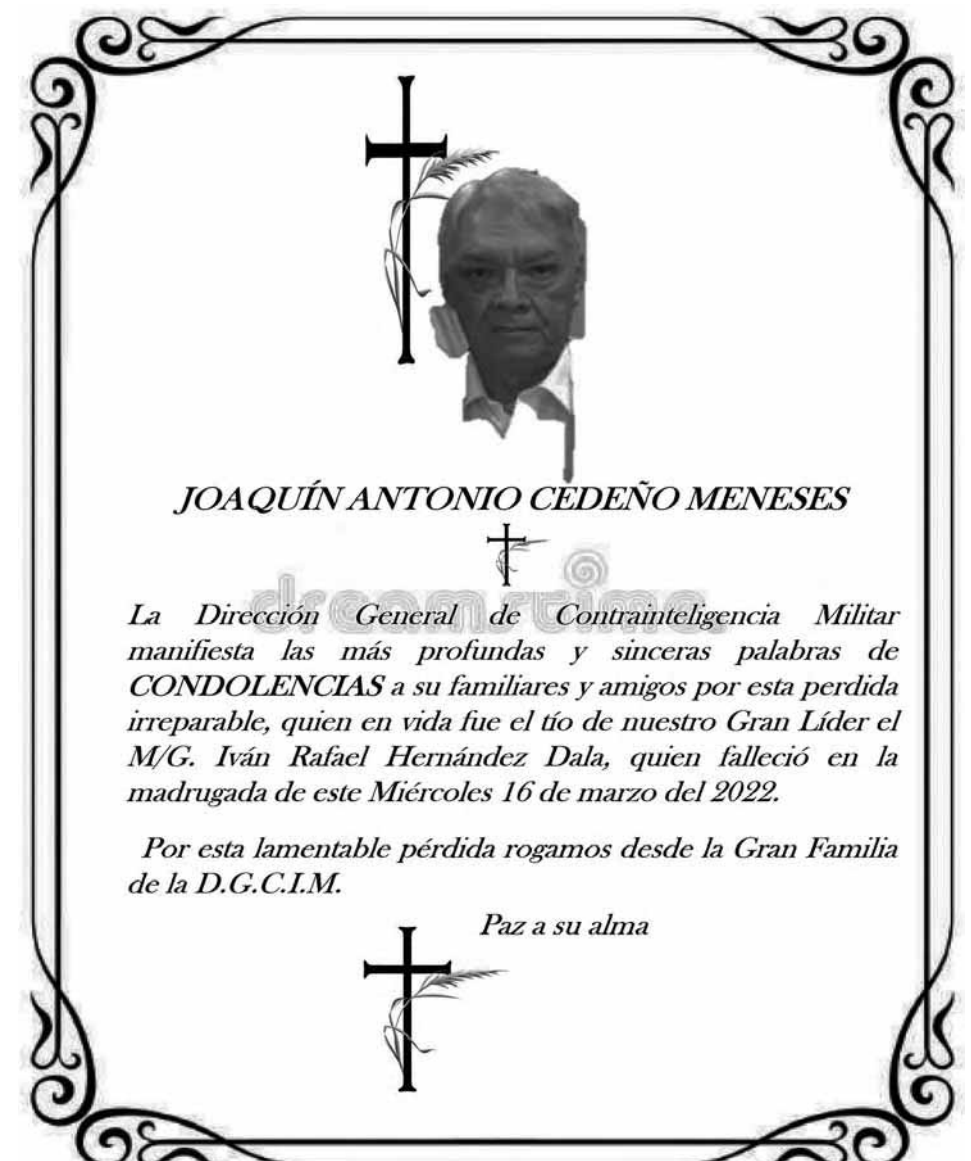 JOAQUÍN ANTONIO CEDEÑO MENESES
dreamstime
La Dirección General de Contrainteligencia Militar
manifiesta las más profundas y sinceras palabras de
CONDOLENCIAS a su familiares y amigos por esta perdida
irreparable, quien en vida fue el tío de nuestro Gran Líder el
M/G. Iván Rafael Hernández Dala, quien falleció en la
madrugada de este Miércoles 16 de marzo del 2022.
Por esta lamentable pérdida rogamos desde la Gran Familia
de la D.G.C.I.M.
Paz a su alma